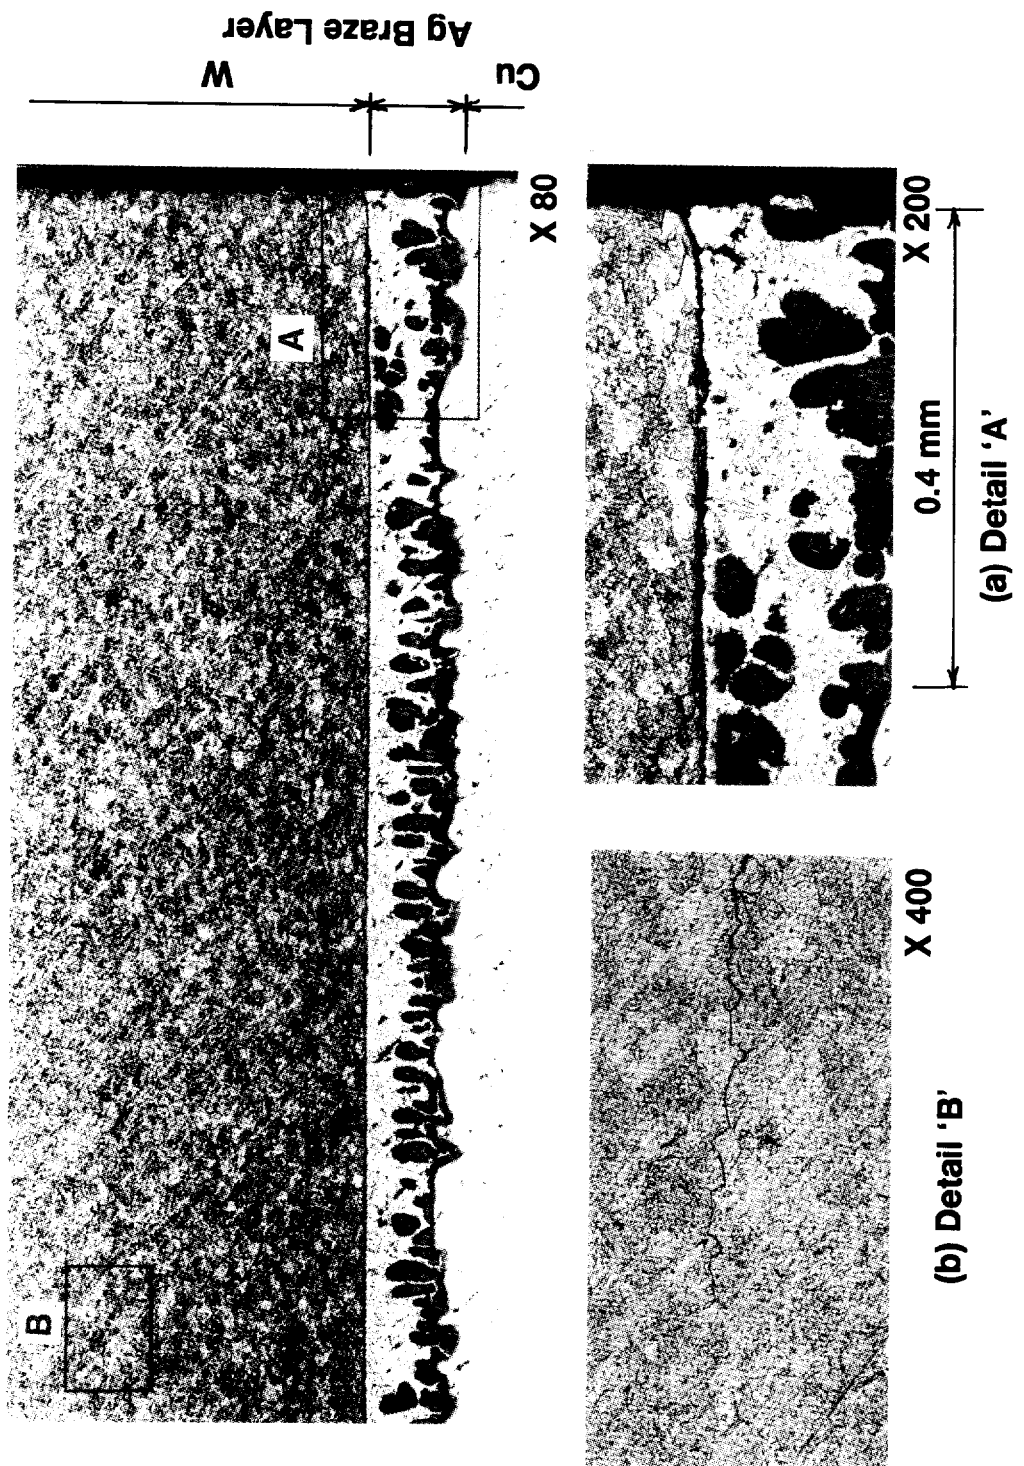 Ag Braze Layer
W
Cu
A
B
X 80
X 200
0.4 mm
(a) Detail 'A'
X 400
(b) Detail 'B'